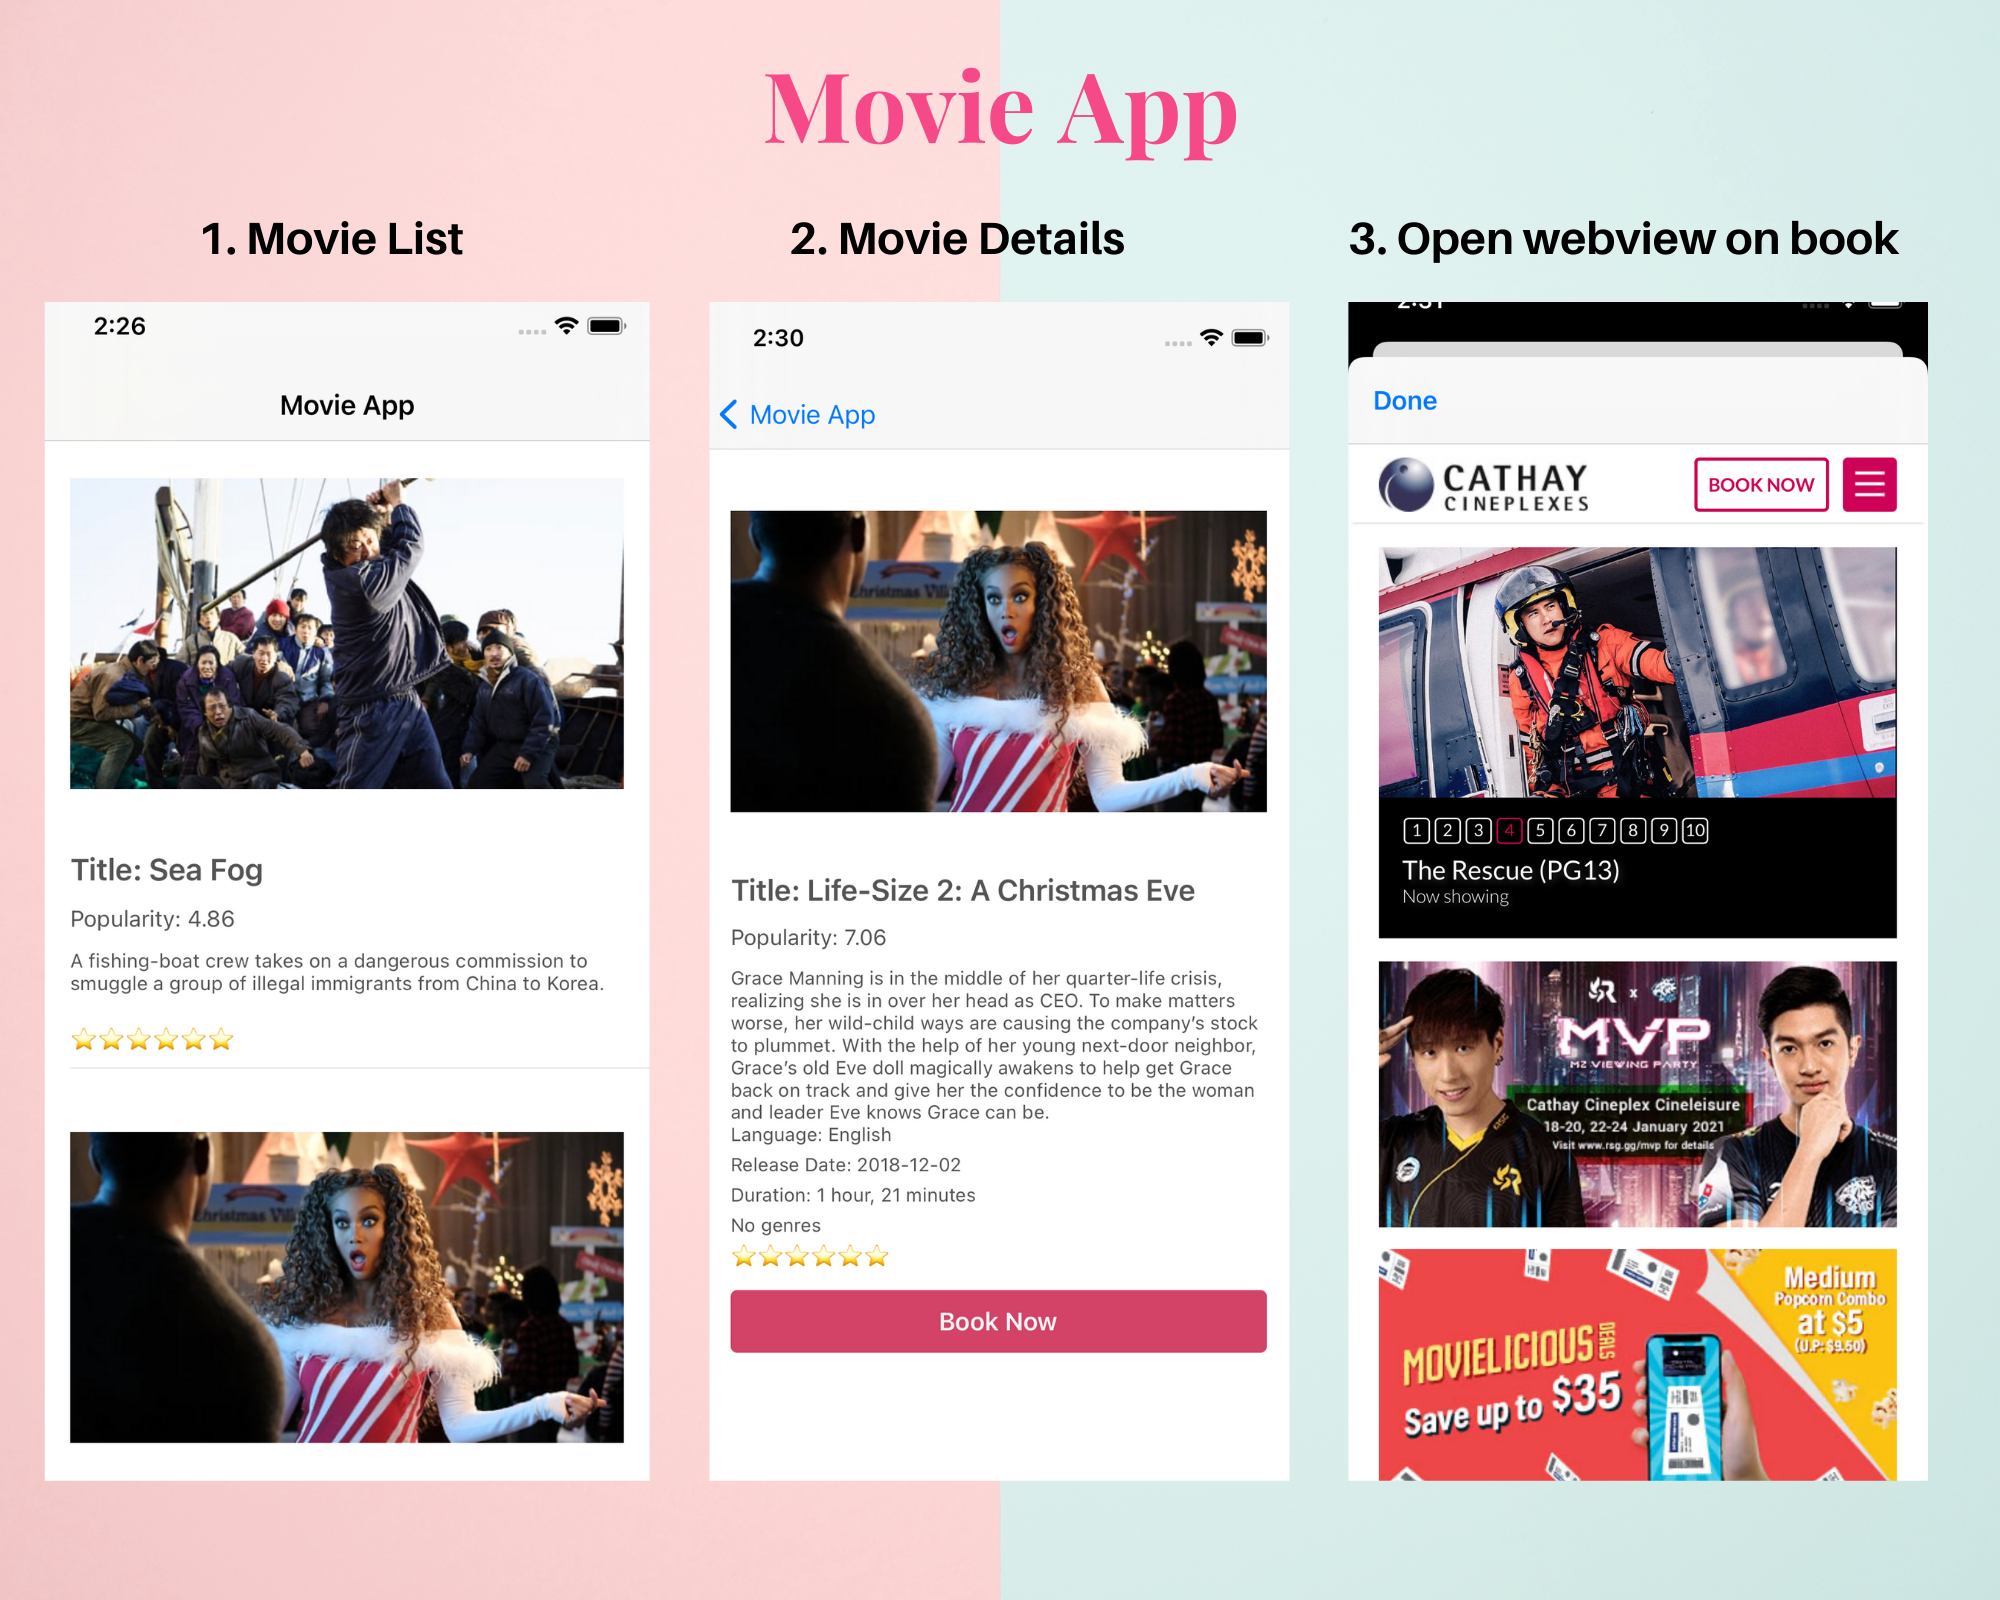 Movie App
1. Movie List
2:26
Movie App
Title: Sea Fog
Popularity: 4.86
A fishing-boat crew takes on a dangerous commission to
smuggle a group of illegal immigrants from China to Korea.
2. Movie Details
2:30
Movie App
Christmas Vill
Title: Life-Size 2: A Christmas Eve
Popularity: 7.06
Grace Manning is in the middle of her quarter-life crisis,
realizing she is in over her head as CEO. To make matters
worse, her wild-child ways are causing the company's stock
to plummet. With the help of her young next-door neighbor,
Grace's old Eve doll magically awakens to help get Grace
back on track and give her the confidence to be the woman
and leader Eve knows Grace can be.
Language: English
Release Date: 2018-12-02
Duration: 1 hour, 21 minutes
No genres
Book Now
3. Open webview on book
2:31
Done
CATHAY
CINEPLEXES
BOOK NOW
1 2 3 4 5 6 7 8 9 10
The Rescue (PG13)
Now showing
x
MVP
M2 VIEWING PARTY
Cathay Cineplex Cineleisure
18-20, 22-24 January 2021
Visit www.rsg.gg/mvp for details
Medium
Popcorn Combo
at $5
(U.P: $9.50)
MOVIELICIOUS DEALS
Save up to $35